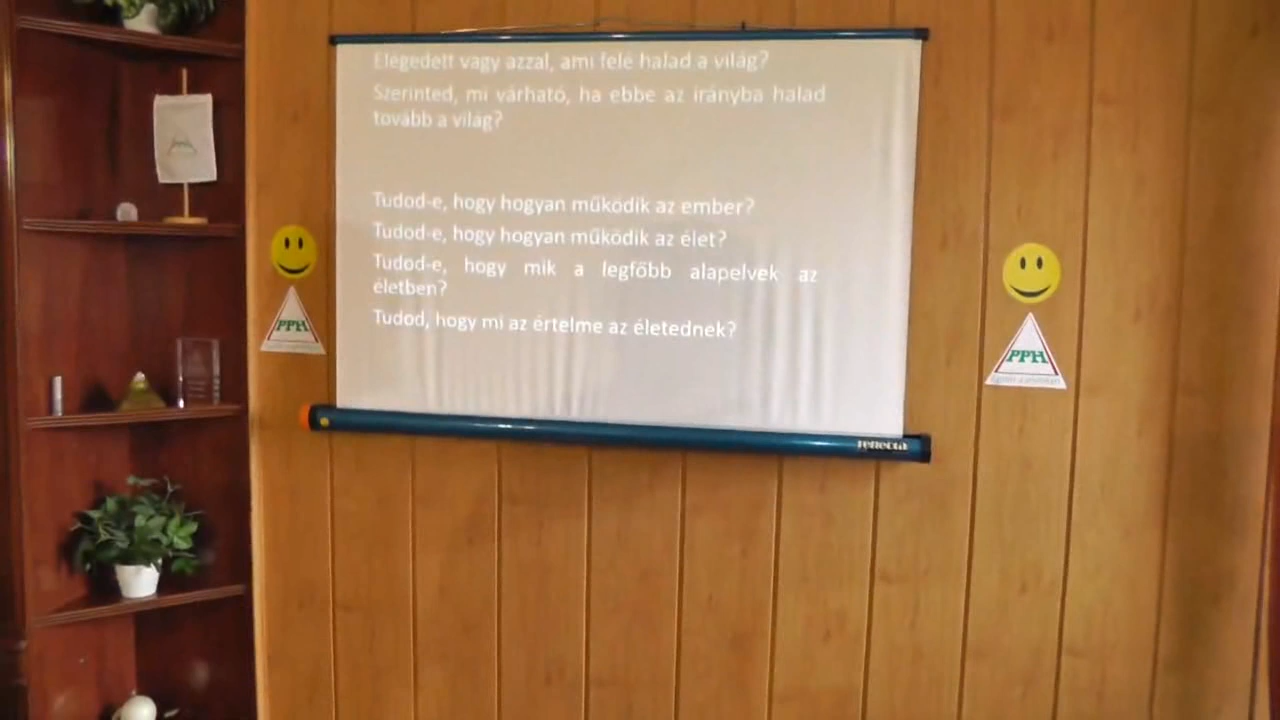 Elégedett vagy azzal, ami felé halad a világ?
Szerinted, mi várható, ha ebbe az irányba halad
tovább a világ?
Tudod-e, hogy hogyan működik az ember?
Tudod-e, hogy hogyan működik az élet?
Tudod-e, hogy mik a legfőbb alapelvek az
életben?
Tudod, hogy mi az értelme az életednek?
PPH
PPH